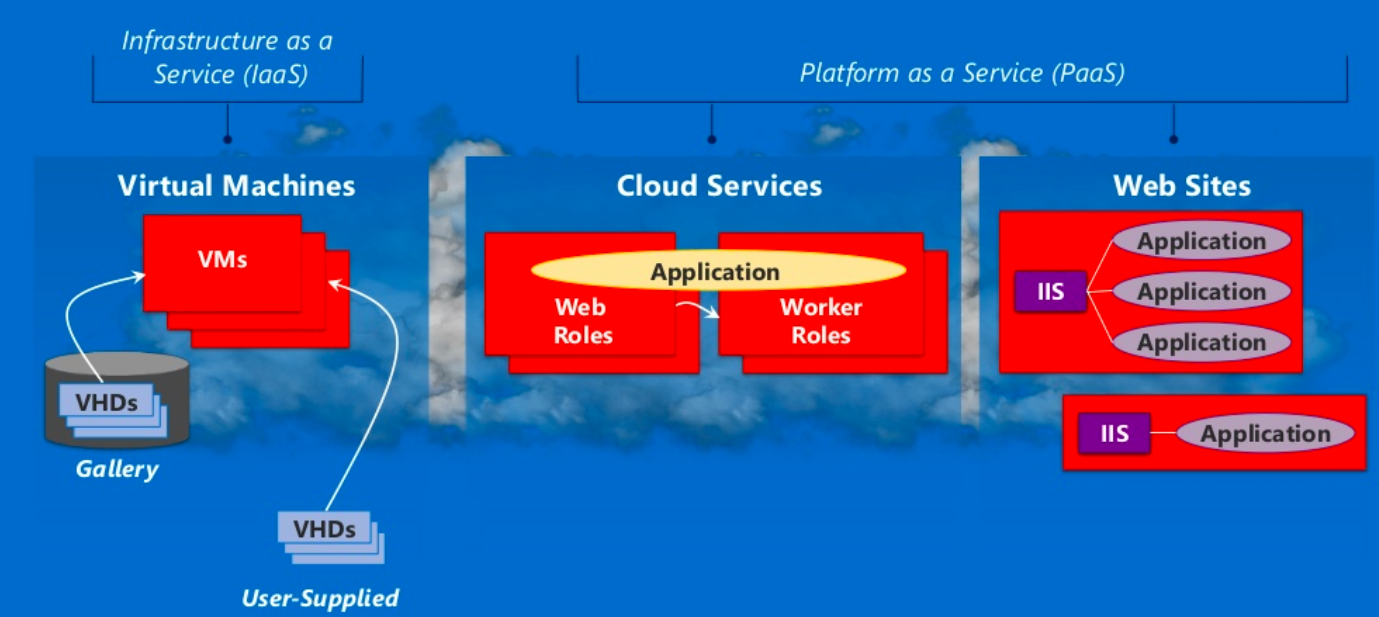 Infrastructure as a
Service (IaaS)
Platform as a Service (PaaS)
Virtual Machines
VMs
VHDs
Gallery
VHDs
User-Supplied
Cloud Services
Application
Web
Roles
Worker
Roles
Web Sites
IIS
Application
Application
Application
IIS
Application